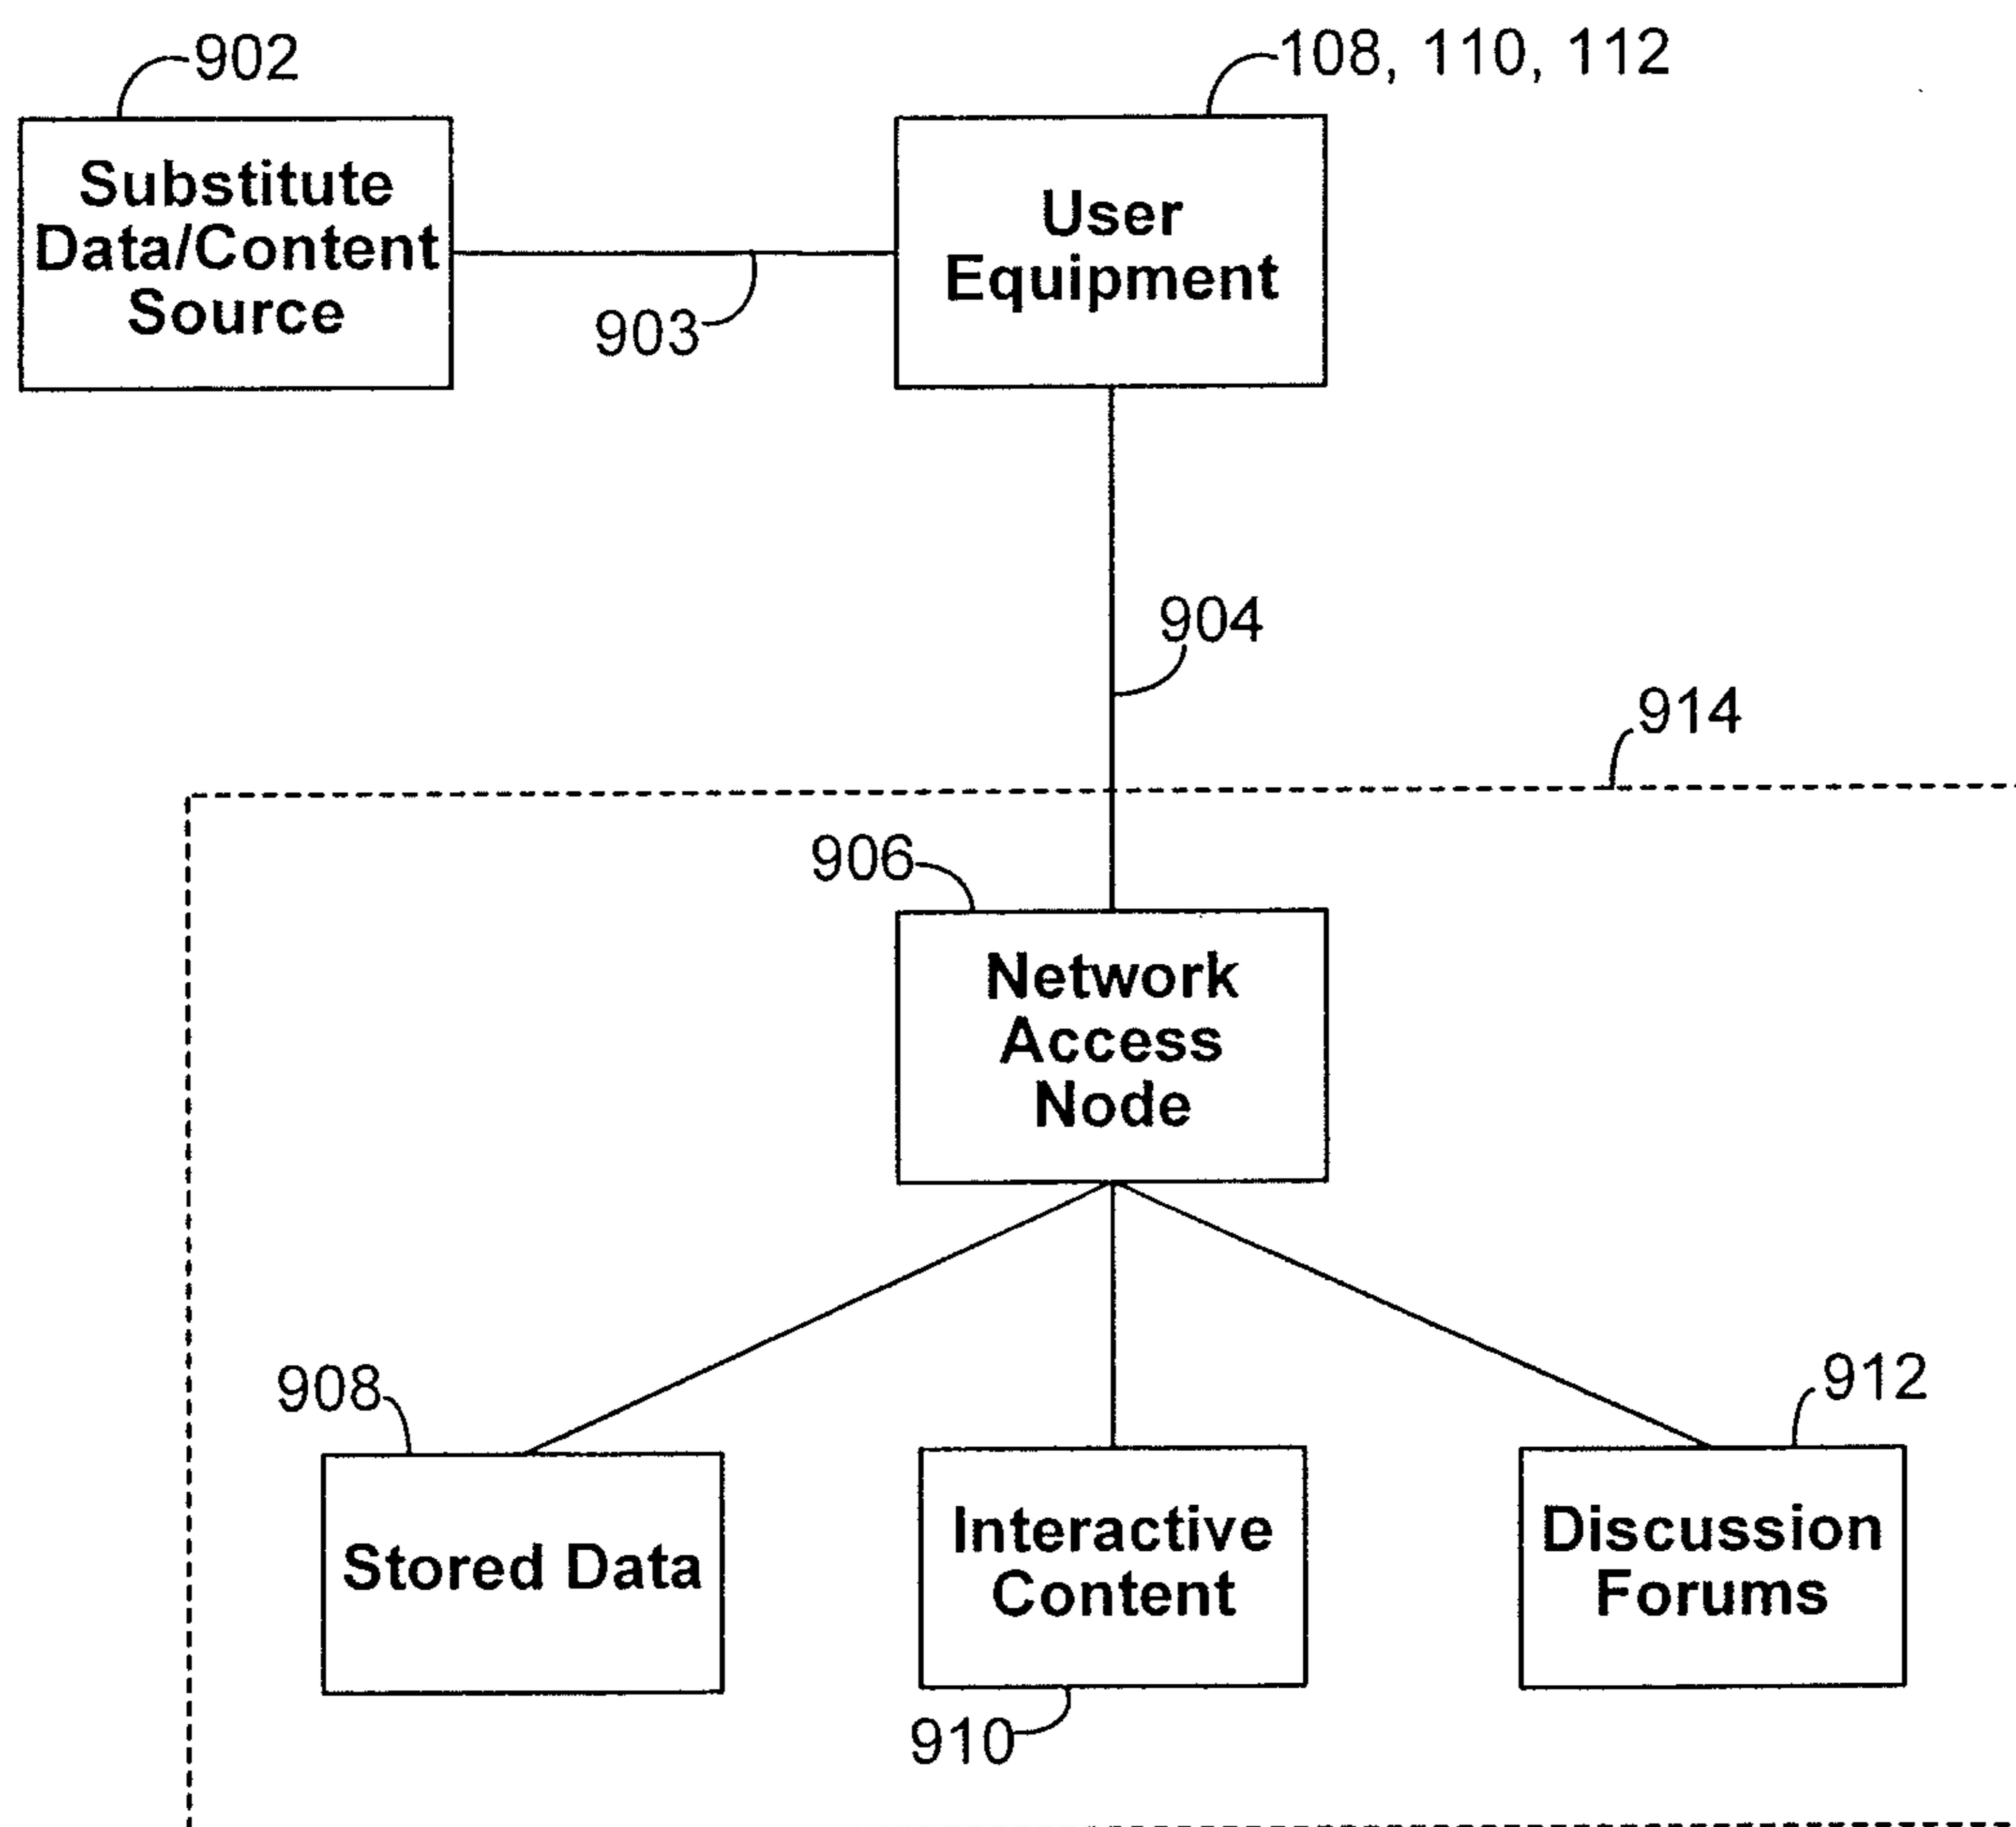 902
108, 110, 112
Substitute
Data/Content
Source
User
Equipment
903
904
914
906
Network
Access
Node
908
912
Stored Data
Interactive
Content
Discussion
Forums
910